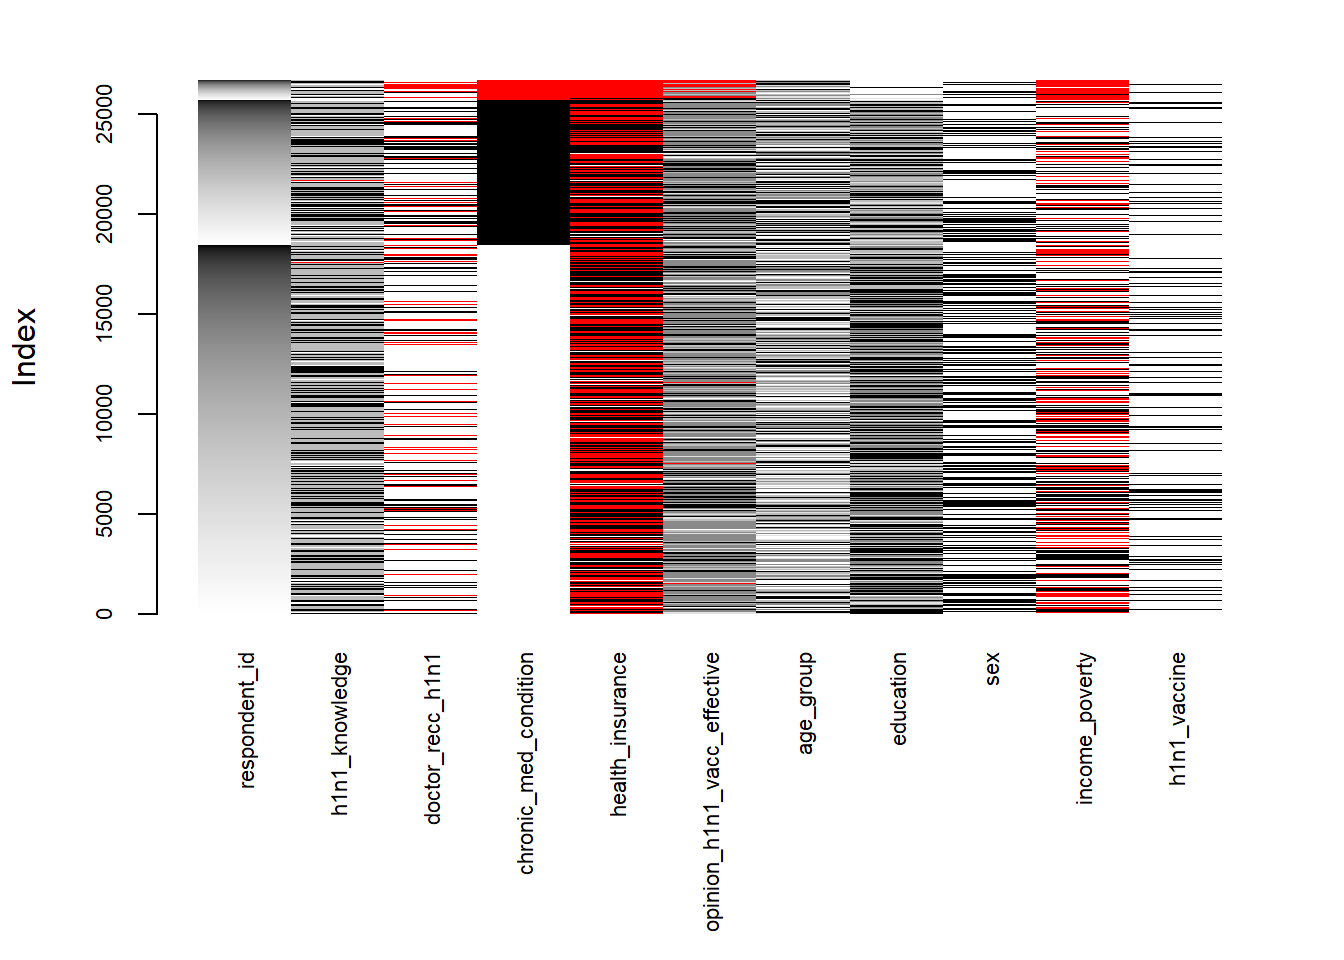 Index
25000
20000
15000
10000
5000
0
respondent_id
h1n1_knowledge
doctor_recc_h1n1
chronic_med_condition
health_insurance
opinion_h1n1_vacc_effective
age_group
education
sex
income_poverty
h1n1_vaccine